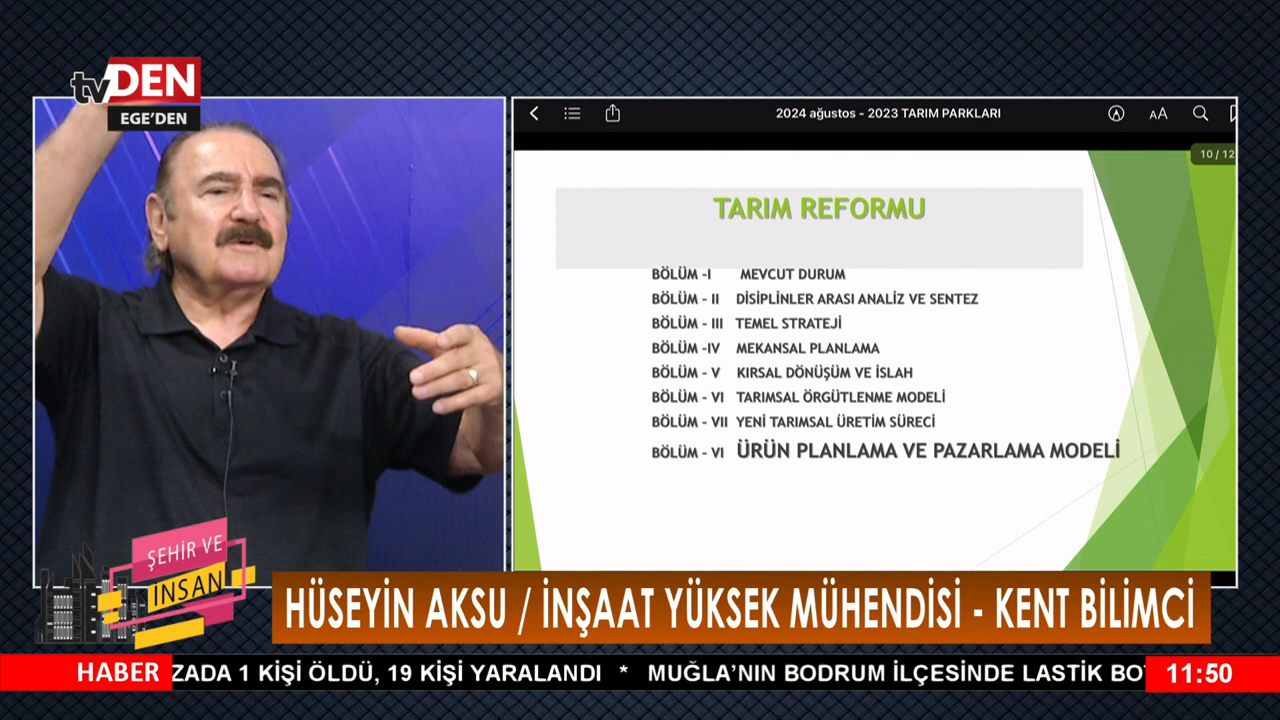 tvDEN
EGE'DEN
2024 ağustos - 2023 TARIM PARKLARI
AA
10 / 12
TARIM REFORMU
BÖLÜM -I MEVCUT DURUM
BÖLÜM - II DİSİPLİNLER ARASI ANALİZ VE SENTEZ
BÖLÜM - III TEMEL STRATEJİ
BÖLÜM -IV MEKANSAL PLANLAMA
BÖLÜM - V KIRSAL DÖNÜŞÜM VE İSLAH
BÖLÜM - VI TARIMSAL ÖRGÜTLENME MODELİ
BÖLÜM - VII YENİ TARIMSAL ÜRETİM SÜRECİ
BÖLÜM - VI ÜRÜN PLANLAMA VE PAZARLAMA MODELİ
ŞEHİR VE
İNSAN
HÜSEYİN AKSU / İNŞAAT YÜKSEK MÜHENDİSİ - KENT BİLİMCİ
HABER ZADA 1 KİŞİ ÖLDÜ, 19 KİŞİ YARALANDI * MUĞLA'NIN BODRUM İLÇESİNDE LASTİK BOT 11:50